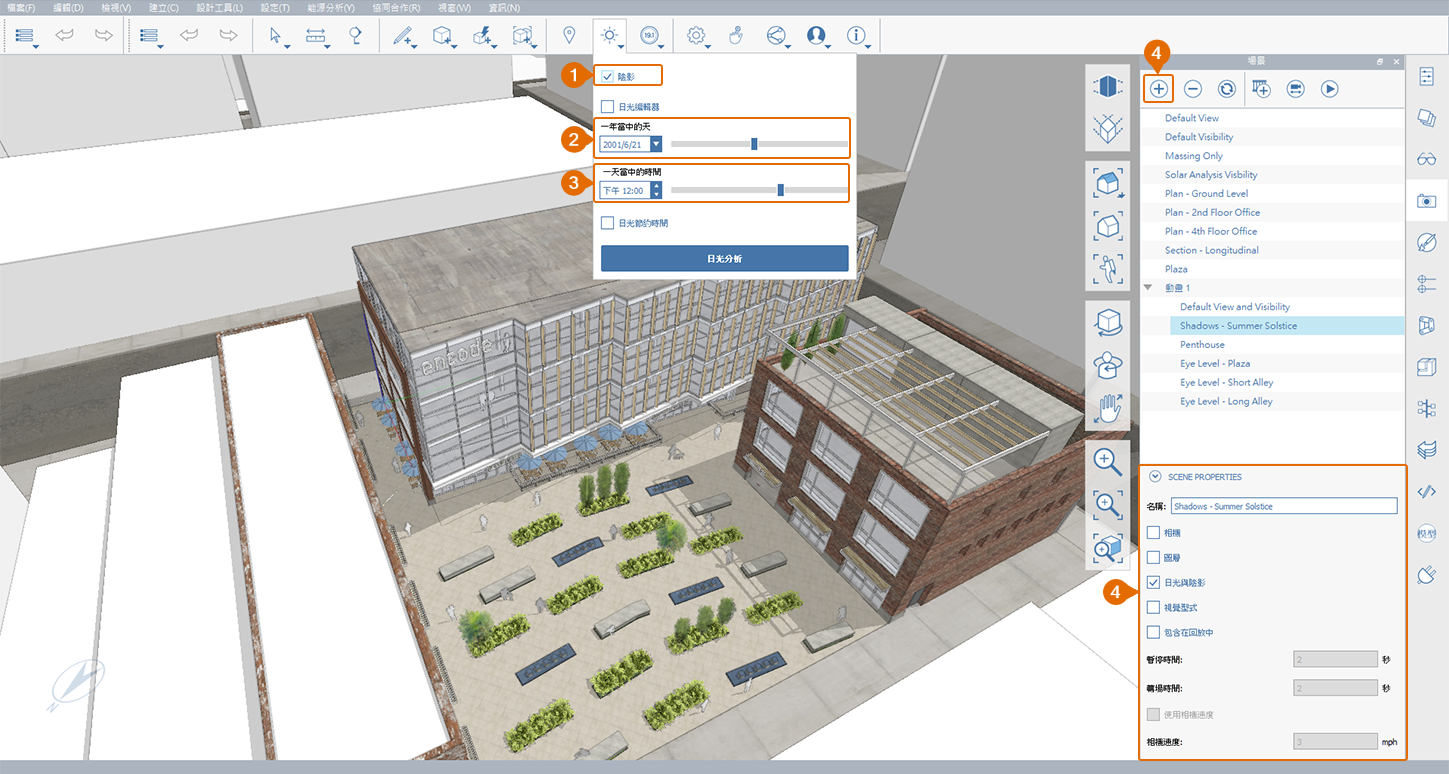 檔案(F) 編輯(D) 檢視(V) 建立(C) 設計工具(L) 設定(T) 能源分析(Y) 協同合作(R) 視窗(W) 資訊(N)
191
1
陰影
日光編輯器
2
一年當中的天
2001/6/21
3
一天當中的時間
下午 12:00
日光節約時間
日光分析
entodel
N
4
場景
Default View
Default Visibility
Massing Only
Solar Analysis Visbility
Plan - Ground Level
Plan - 2nd Floor Office
Plan - 4th Floor Office
Section - Longitudinal
Plaza
動畫 1
Default View and Visibility
Shadows - Summer Solstice
Penthouse
Eye Level - Plaza
Eye Level - Short Alley
Eye Level - Long Alley
SCENE PROPERTIES
名稱: Shadows - Summer Solstice
相機
圖層
4
日光與陰影
視覺型式
包含在回放中
暫停時間: 2 秒
轉場時間: 2 秒
使用相機速度
相機速度: 3 mph
模型